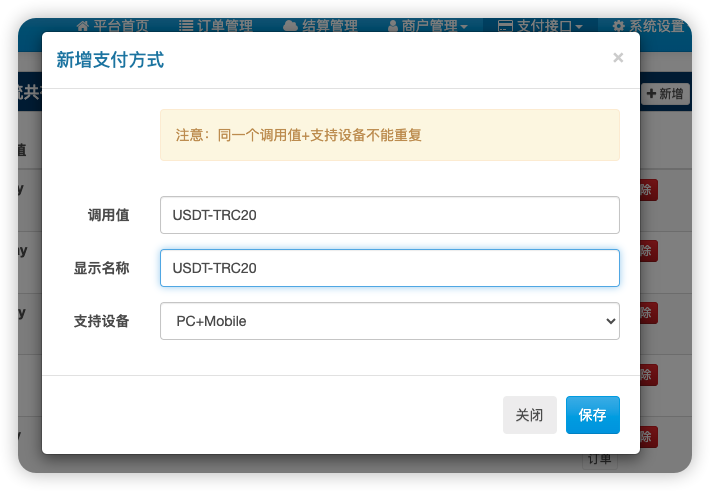 平台首页 订单管理 结算管理 商户管理 支付接口 系统设置
新增支付方式
×
新增
注意：同一个调用值+支持设备不能重复
调用值 USDT-TRC20
显示名称 USDT-TRC20
支持设备 PC+Mobile
关闭 保存
除
除
除
除
除
订单